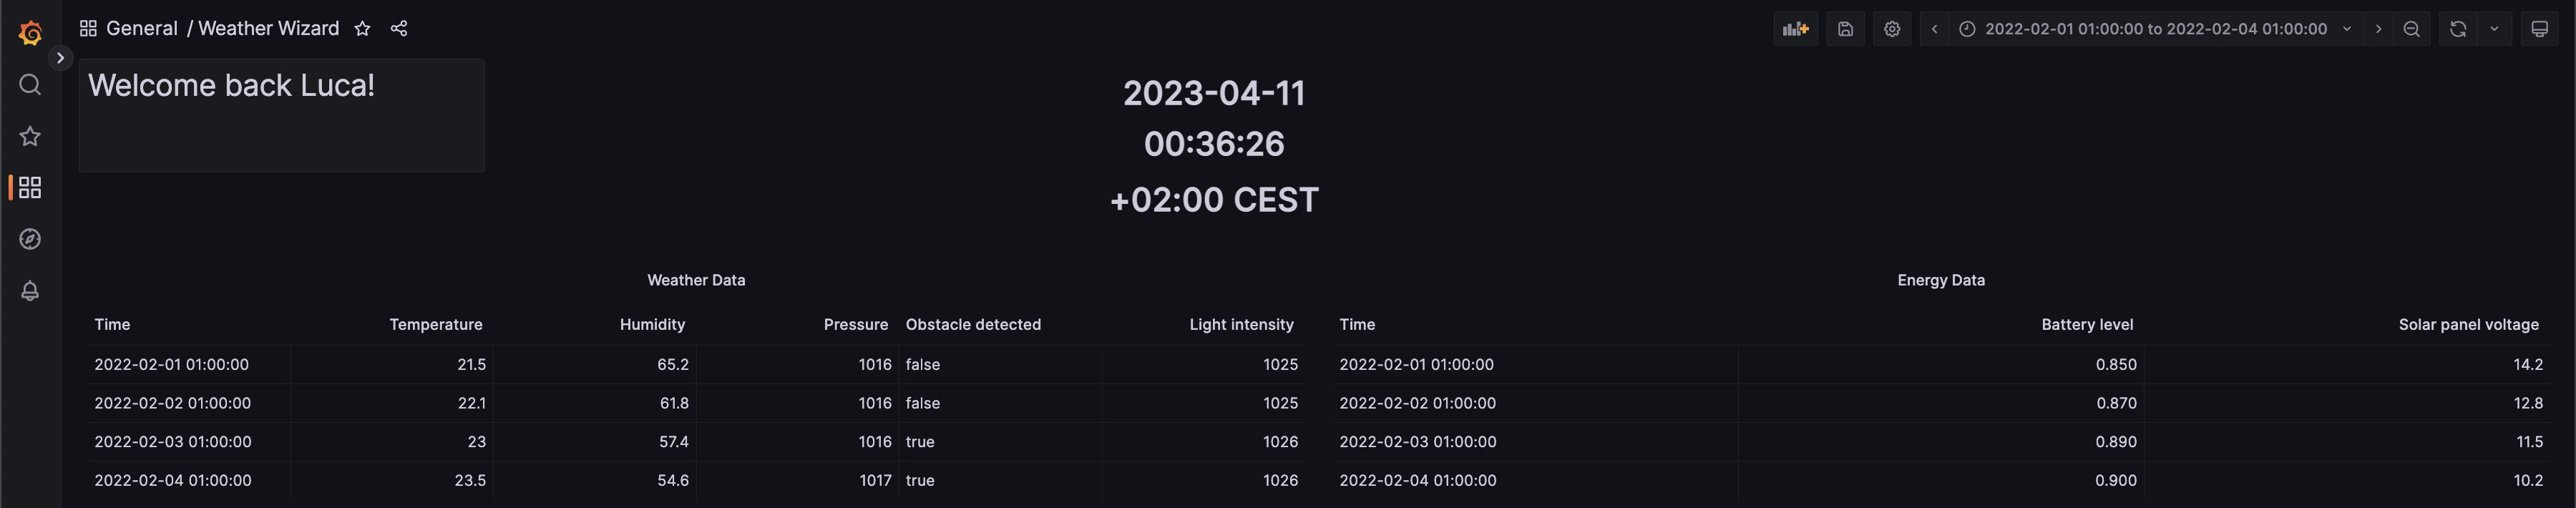 General / Weather Wizard
2022-02-01 01:00:00 to 2022-02-04 01:00:00
Welcome back Luca!
2023-04-11
00:36:26
+02:00 CEST
Weather Data
Time Temperature Humidity Pressure Obstacle detected Light intensity
2022-02-01 01:00:00 21.5 65.2 1016 false 1025
2022-02-02 01:00:00 22.1 61.8 1016 false 1025
2022-02-03 01:00:00 23 57.4 1016 true 1026
2022-02-04 01:00:00 23.5 54.6 1017 true 1026
Energy Data
Time Battery level Solar panel voltage
2022-02-01 01:00:00 0.850 14.2
2022-02-02 01:00:00 0.870 12.8
2022-02-03 01:00:00 0.890 11.5
2022-02-04 01:00:00 0.900 10.2